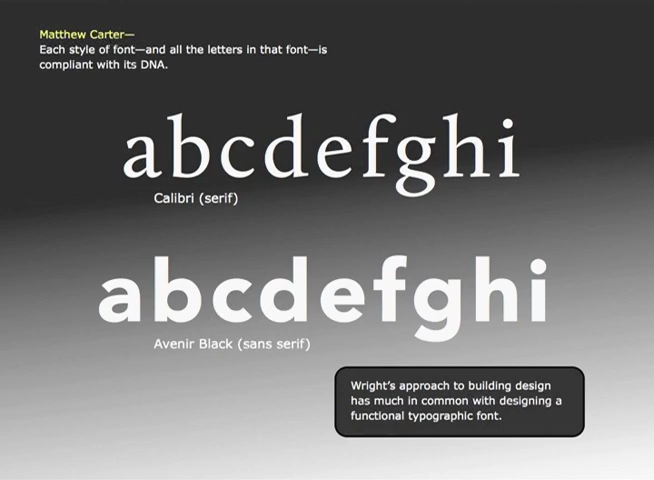 Matthew Carter—
Each style of font—and all the letters in that font—is
compliant with its DNA.
abcdefghi
Calibri (serif)
abcdefghi
Avenir Black (sans serif)
Wright's approach to building design
has much in common with designing a
functional typographic font.